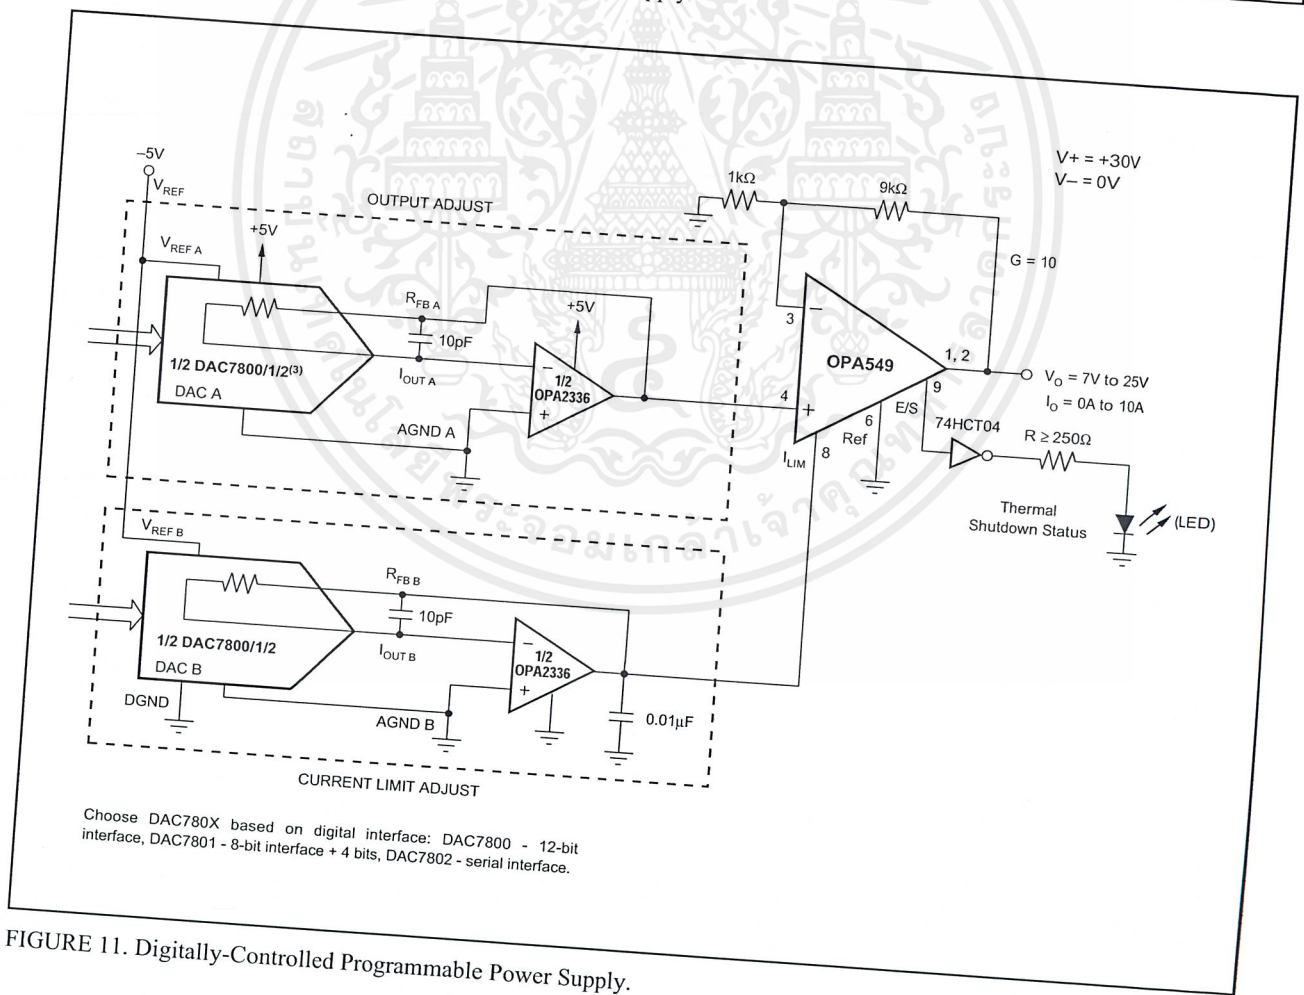 –5V
V_REF
OUTPUT ADJUST
V_REF A
+5V
R_FB A
10pF
+5V
1/2 DAC7800/1/2(3)
DAC A
I_OUT A
1/2
OPA2336
AGND A
1kΩ
9kΩ
G = 10
V+ = +30V
V– = 0V
3
OPA549
1, 2
4
9
E/S
6
Ref
I_LIM
8
V_O = 7V to 25V
I_O = 0A to 10A
74HCT04
R ≥ 250Ω
Thermal
Shutdown Status
(LED)
V_REF B
R_FB B
10pF
1/2 DAC7800/1/2
DAC B
I_OUT B
1/2
OPA2336
DGND
AGND B
0.01µF
CURRENT LIMIT ADJUST
Choose DAC780X based on digital interface: DAC7800 - 12-bit
interface, DAC7801 - 8-bit interface + 4 bits, DAC7802 - serial interface.
FIGURE 11. Digitally-Controlled Programmable Power Supply.